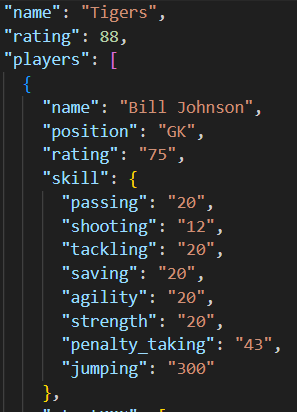 "name": "Tigers",
"rating": 88,
"players": [
{
"name": "Bill Johnson",
"position": "GK",
"rating": "75",
"skill": {
"passing": "20",
"shooting": "12",
"tackling": "20",
"saving": "20",
"agility": "20",
"strength": "20",
"penalty_taking": "43",
"jumping": "300"
},